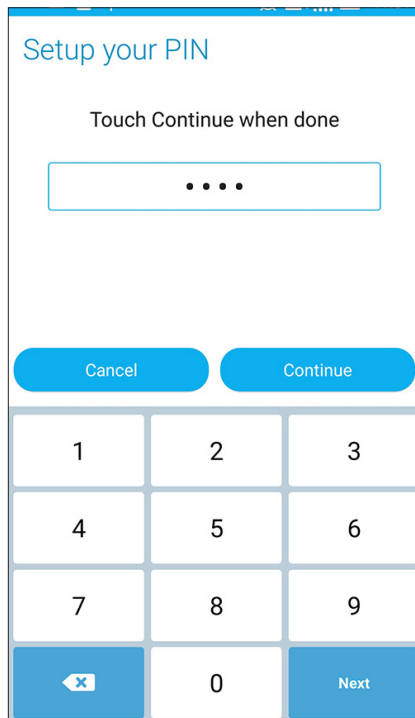 Setup your PIN
Touch Continue when done
••••
Cancel Continue
1 2 3
4 5 6
7 8 9
0 Next